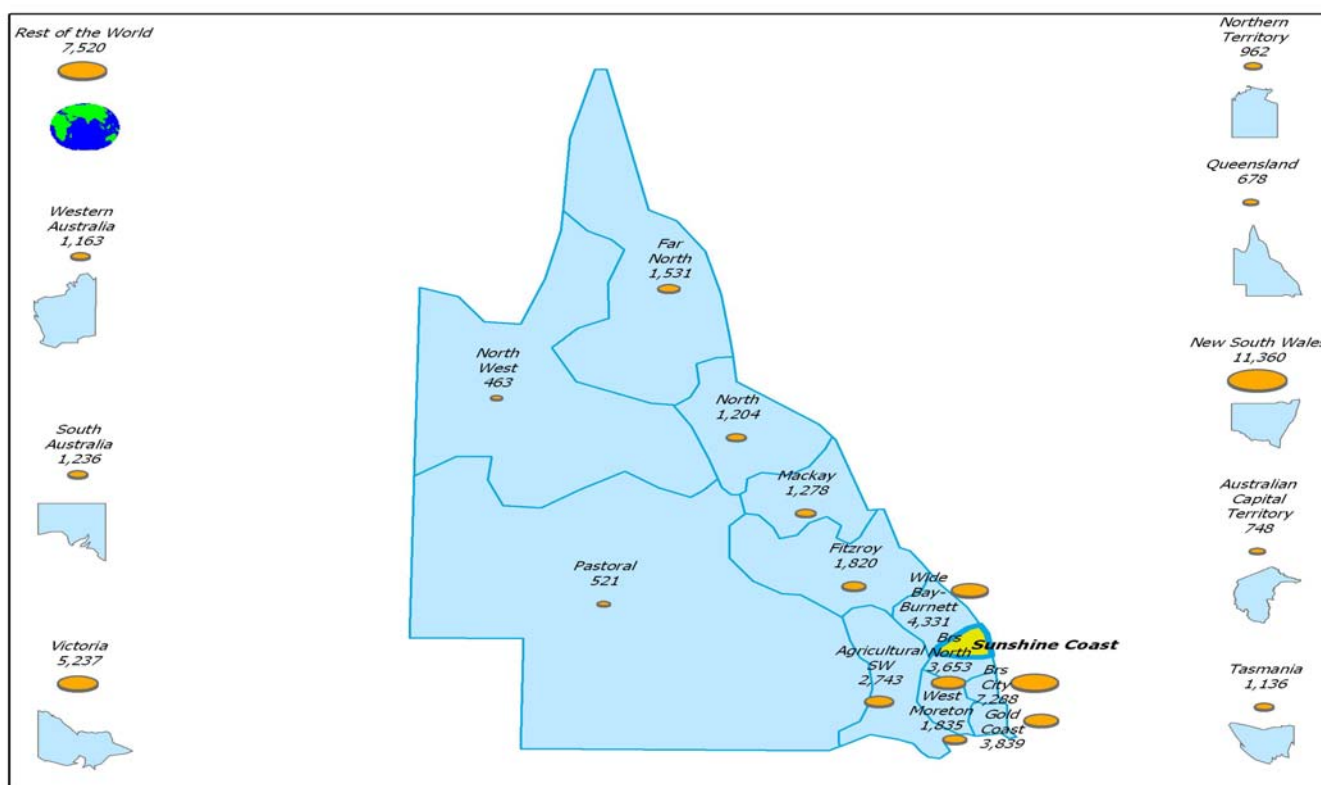 Rest of the World
7,520
Western
Australia
1,163
South
Australia
1,236
Victoria
5,237
Far
North
1,531
North
West
463
North
1,204
Mackay
1,278
Fitzroy
1,820
Pastoral
521
Wide
Bay-
Burnett
4,331
Brs
North
3,653
Sunshine Coast
Agricultural
SW
2,743
Brs
City
7,288
West
Moreton
1,835
Gold
Coast
3,839
Northern
Territory
962
Queensland
678
New South Wales
11,360
Australian
Capital
Territory
748
Tasmania
1,136